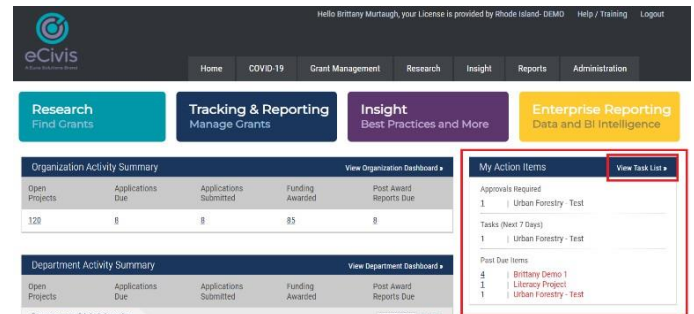 Hello Brittany Murtaugh, your License is provided by Rhode Island- DEMO Help / Training Logout
eCivis
Home COVID-19 Grant Management Research Insight Reports Administration
Research
Find Grants
Tracking & Reporting
Manage Grants
Insight
Best Practices and More
Enterprise Reporting
Data and BI Intelligence
Organization Activity Summary View Organization Dashboard »
Open Projects Applications Due Applications Submitted Funding Awarded Post Award Reports Due
120 8 8 85 8
Department Activity Summary View Department Dashboard »
Open Projects Applications Due Applications Submitted Funding Awarded Post Award Reports Due
My Action Items View Task List »
Approvals Required
1 | Urban Forestry - Test
Tasks (Next 7 Days)
1 | Urban Forestry - Test
Past Due Items
4 | Brittany Demo 1
1 | Literacy Project
1 | Urban Forestry - Test